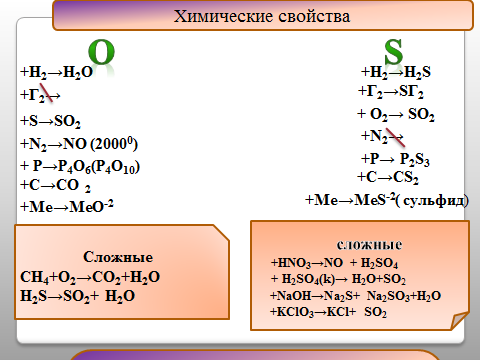 Химические свойства
O
+H₂→H₂O
+Г₂→
+S→SO₂
+N₂→NO (2000⁰)
+ P→P₄O₆(P₄O₁₀)
+C→CO ₂
+Me→MeO⁻²
Сложные
CH₄+O₂→CO₂+H₂O
H₂S→SO₂+ H₂O
S
+H₂→H₂S
+Г₂→SГ₂
+ O₂→ SO₂
+N₂→
+P→ P₂S₃
+C→CS₂
+Me→MeS⁻²( сульфид)
сложные
+HNO₃→NO + H₂SO₄
+ H₂SO₄(k)→ H₂O+SO₂
+NaOH→Na₂S+ Na₂SO₃+H₂O
+KClO₃→KCl+ SO₂